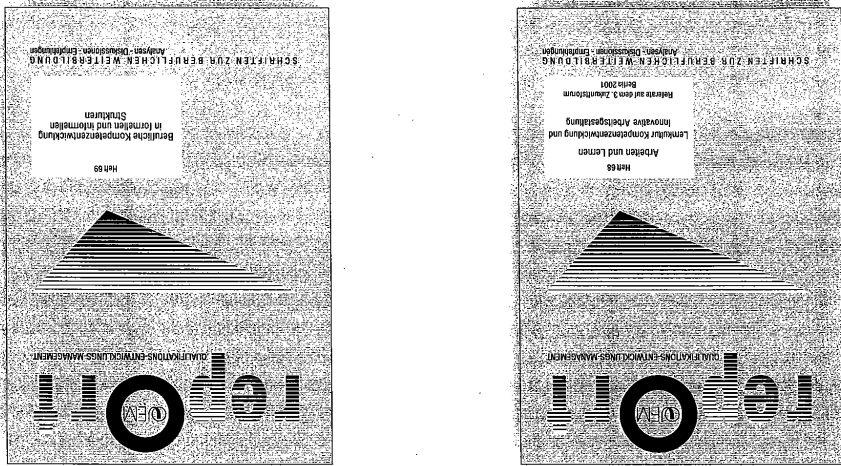 report
QUEM
QUALIFIKATIONS-ENTWICKLUNGS-MANAGEMENT
Heft 68
Arbeiten und Lernen
Lernkultur Kompetenzentwicklung und
Innovative Arbeitsgestaltung
Referate auf dem 3. Zukunftsforum
Berlin 2001
SCHRIFTEN ZUR BERUFLICHEN WEITERBILDUNG
Analysen - Diskussionen - Empfehlungen
report
QUEM
QUALIFIKATIONS-ENTWICKLUNGS-MANAGEMENT
Heft 69
Berufliche Kompetenzentwicklung
in formellen und informellen
Strukturen
SCHRIFTEN ZUR BERUFLICHEN WEITERBILDUNG
Analysen - Diskussionen - Empfehlungen